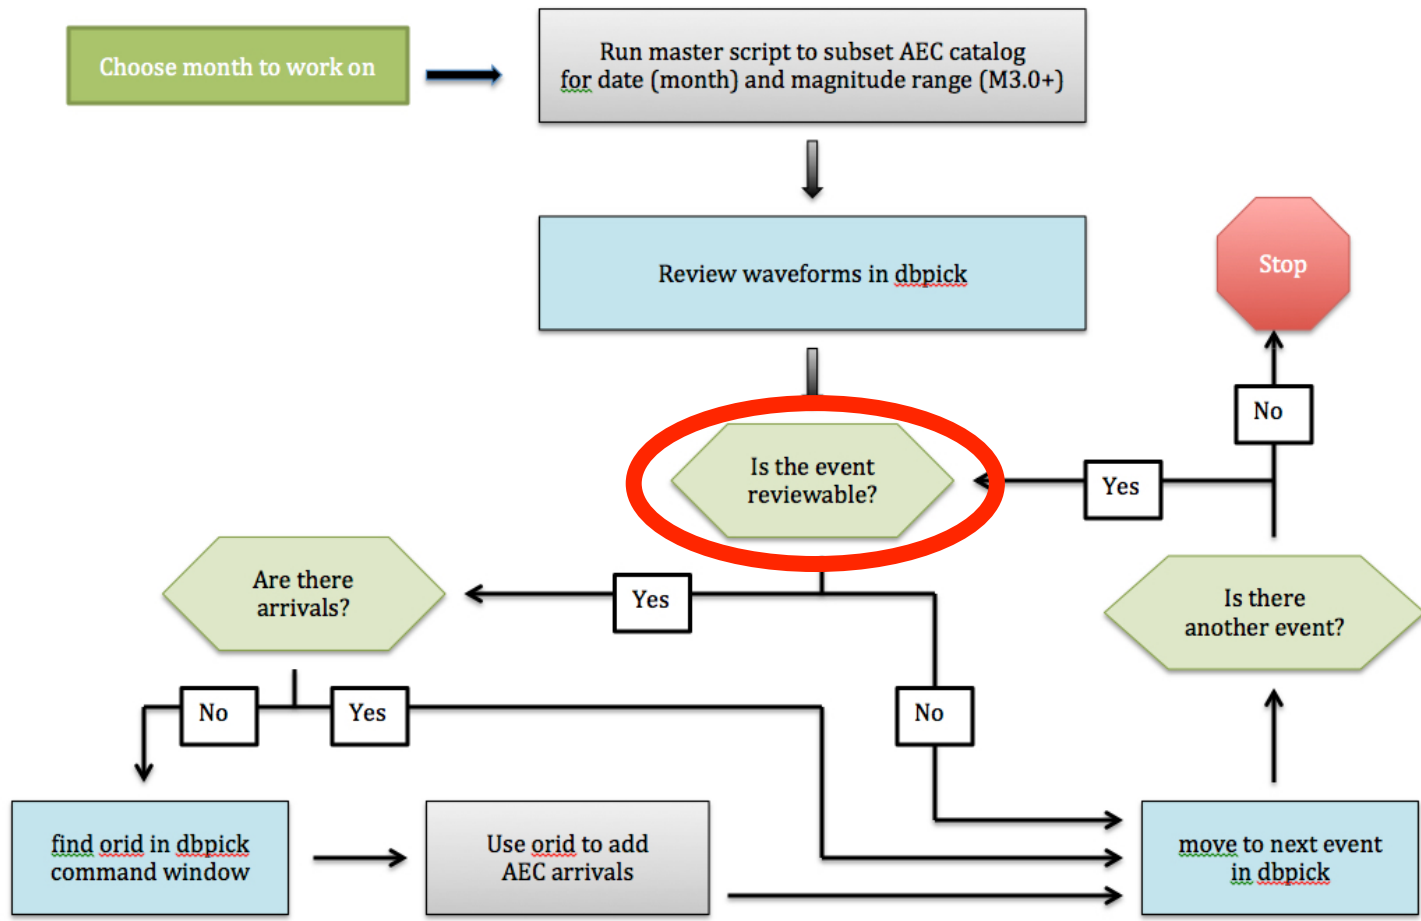 Choose month to work on
Run master script to subset AEC catalog
for date (month) and magnitude range (M3.0+)
Review waveforms in dbpick
Stop
No
Is the event
reviewable?
Yes
Are there
arrivals?
Yes
Is there
another event?
No
Yes
No
find orid in dbpick
command window
Use orid to add
AEC arrivals
move to next event
in dbpick